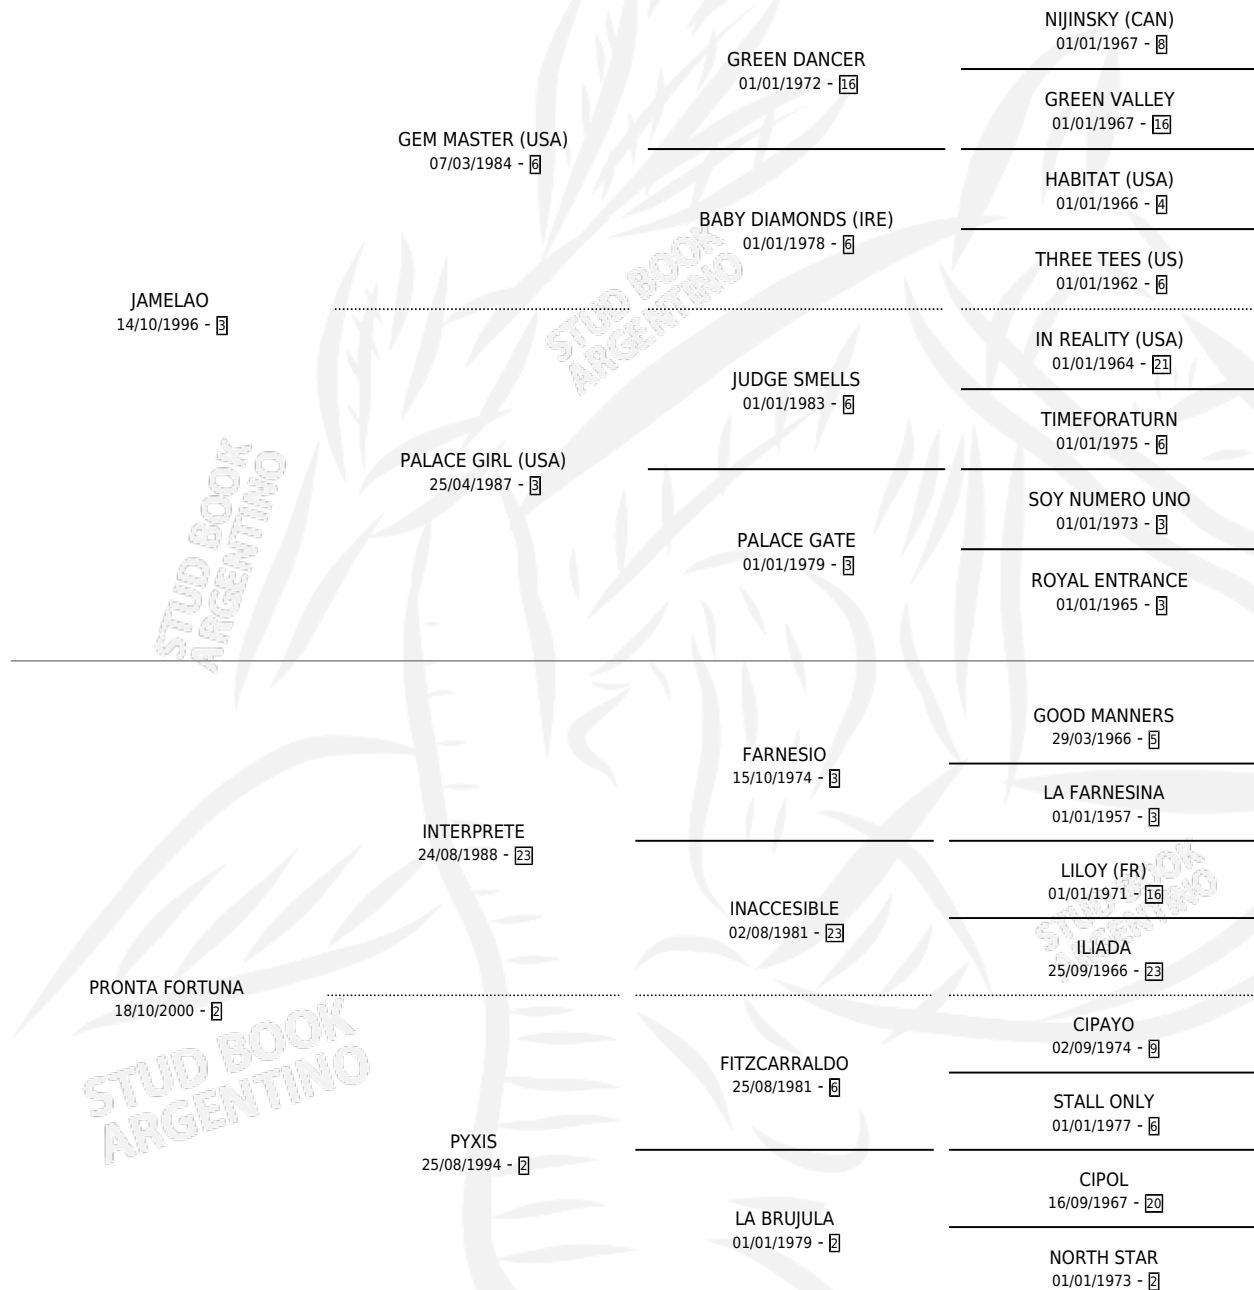 JAMELAO
14/10/1996 - 3
GEM MASTER (USA)
07/03/1984 - 6
GREEN DANCER
01/01/1972 - 16
NIJINSKY (CAN)
01/01/1967 - 8
GREEN VALLEY
01/01/1967 - 16
BABY DIAMONDS (IRE)
01/01/1978 - 6
HABITAT (USA)
01/01/1966 - 4
THREE TEES (US)
01/01/1962 - 6
PALACE GIRL (USA)
25/04/1987 - 3
JUDGE SMELLS
01/01/1983 - 6
IN REALITY (USA)
01/01/1964 - 21
TIMEFORATURN
01/01/1975 - 6
PALACE GATE
01/01/1979 - 3
SOY NUMERO UNO
01/01/1973 - 3
ROYAL ENTRANCE
01/01/1965 - 3
PRONTA FORTUNA
18/10/2000 - 2
INTERPRETE
24/08/1988 - 23
FARNESIO
15/10/1974 - 3
GOOD MANNERS
29/03/1966 - 5
LA FARNESINA
01/01/1957 - 3
INACCESIBLE
02/08/1981 - 23
LILOY (FR)
01/01/1971 - 16
ILIADA
25/09/1966 - 23
PYXIS
25/08/1994 - 2
FITZCARRALDO
25/08/1981 - 6
CIPAYO
02/09/1974 - 9
STALL ONLY
01/01/1977 - 6
LA BRUJULA
01/01/1979 - 2
CIPOL
16/09/1967 - 20
NORTH STAR
01/01/1973 - 2
STUD BOOK
ARGENTINO
STUD BOOK
ARGENTINO
STUD BOOK
ARGENTINO
STUD BOOK
ARGENTINO